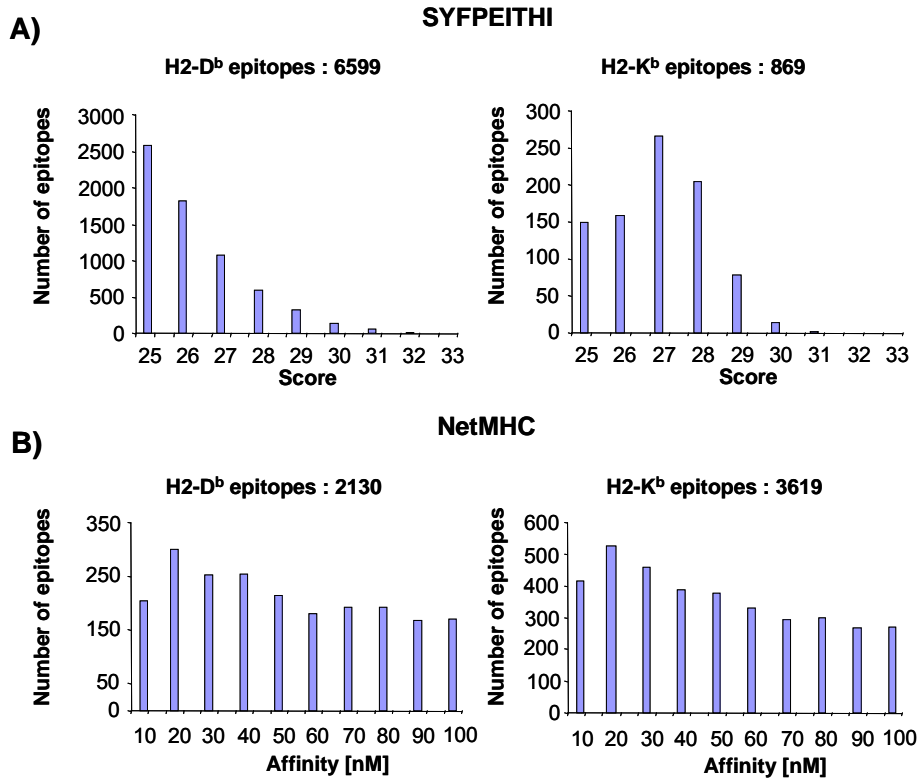 A)
SYFPEITHI
H2-Dᵇ epitopes : 6599
Number of epitopes
3000
2500
2000
1500
1000
500
0
25 26 27 28 29 30 31 32 33
Score
H2-Kᵇ epitopes : 869
Number of epitopes
300
250
200
150
100
50
0
25 26 27 28 29 30 31 32 33
Score
B)
NetMHC
H2-Dᵇ epitopes : 2130
Number of epitopes
350
250
150
50
0
10 20 30 40 50 60 70 80 90 100
Affinity [nM]
H2-Kᵇ epitopes : 3619
Number of epitopes
600
500
400
300
200
100
0
10 20 30 40 50 60 70 80 90 100
Affinity [nM]